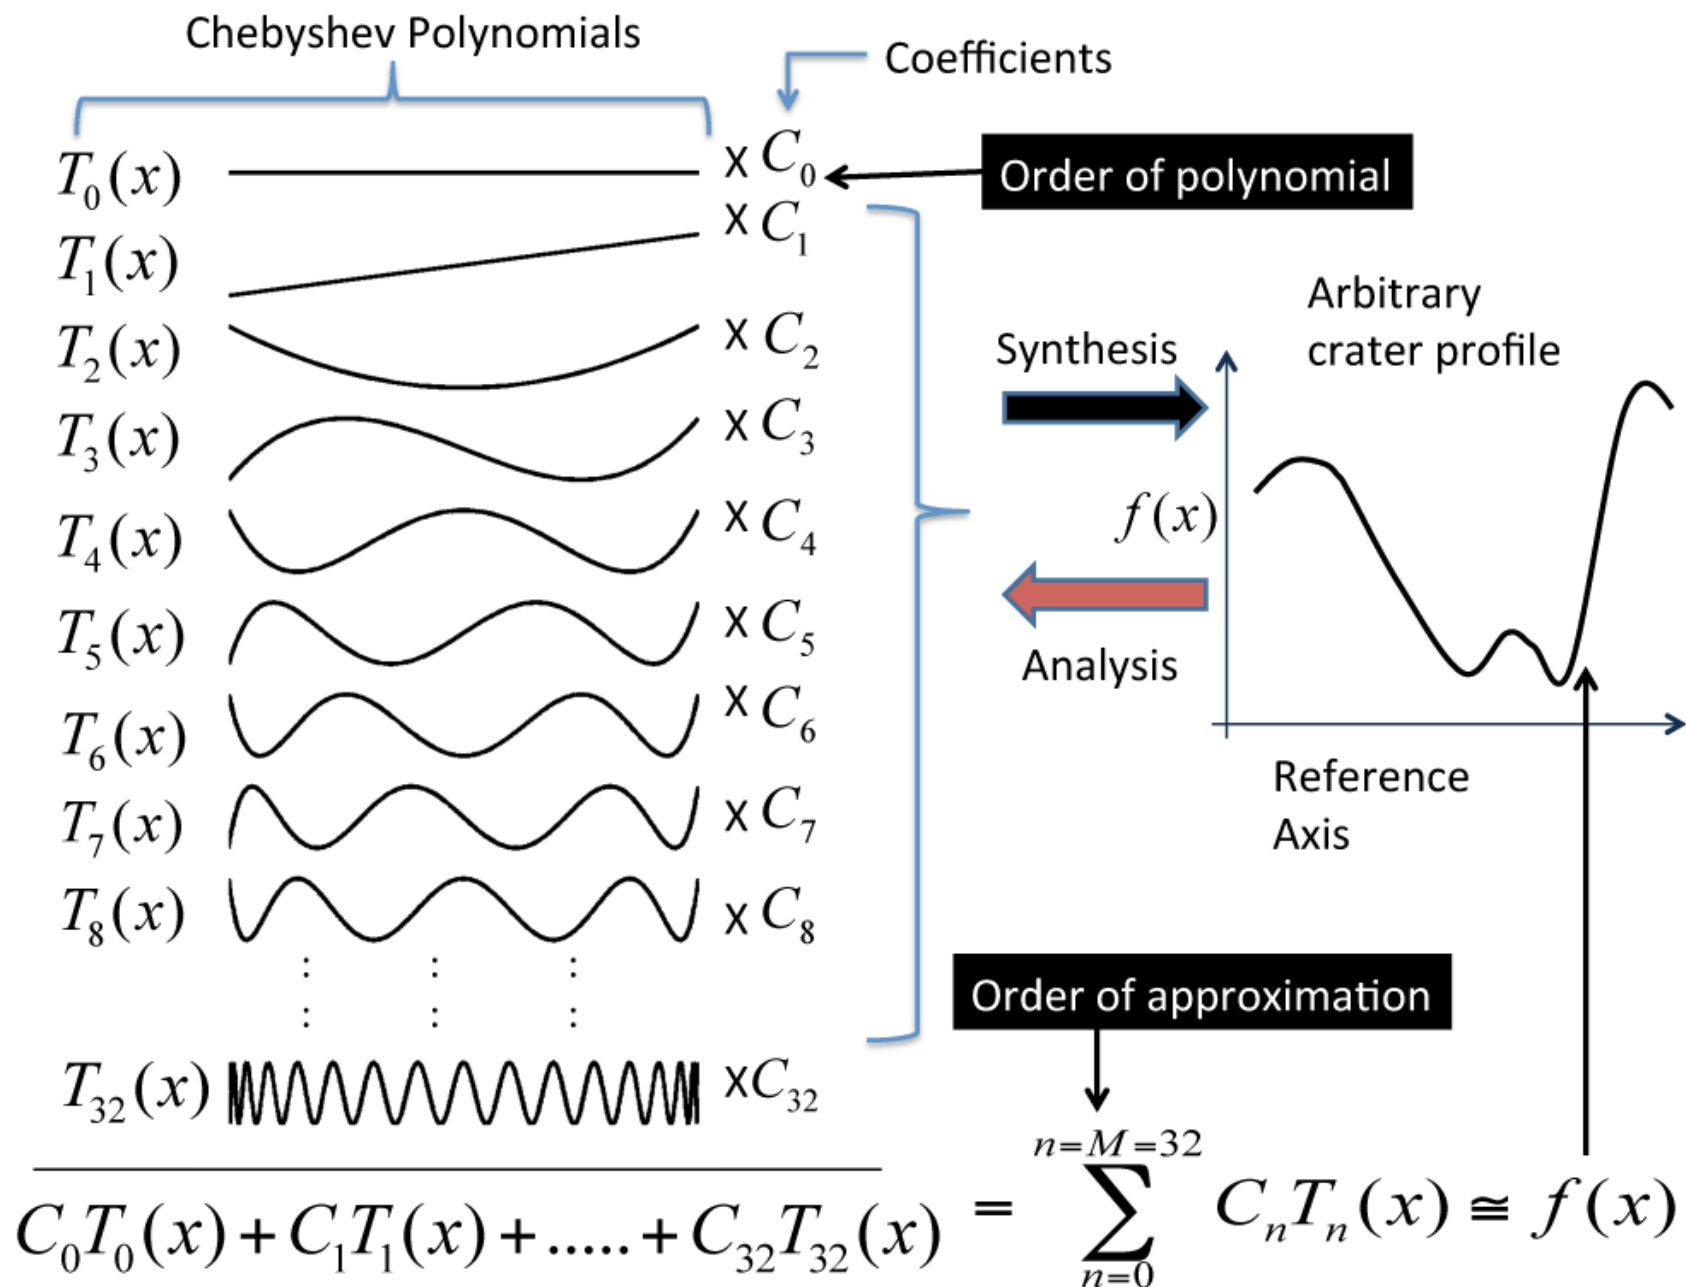 Chebyshev Polynomials
Coefficients
T₀(x) x C₀
Order of polynomial
T₁(x) x C₁
T₂(x) x C₂
T₃(x) x C₃
T₄(x) x C₄
T₅(x) x C₅
T₆(x) x C₆
T₇(x) x C₇
T₈(x) x C₈
: : :
: : :
T₃₂(x) xC₃₂
Synthesis
Analysis
Arbitrary
crater profile
f(x)
Reference
Axis
Order of approximation
n=M=32
C₀T₀(x)+C₁T₁(x)+.....+C₃₂T₃₂(x) = ∑ CₙTₙ(x) ≅ f(x)
n=0